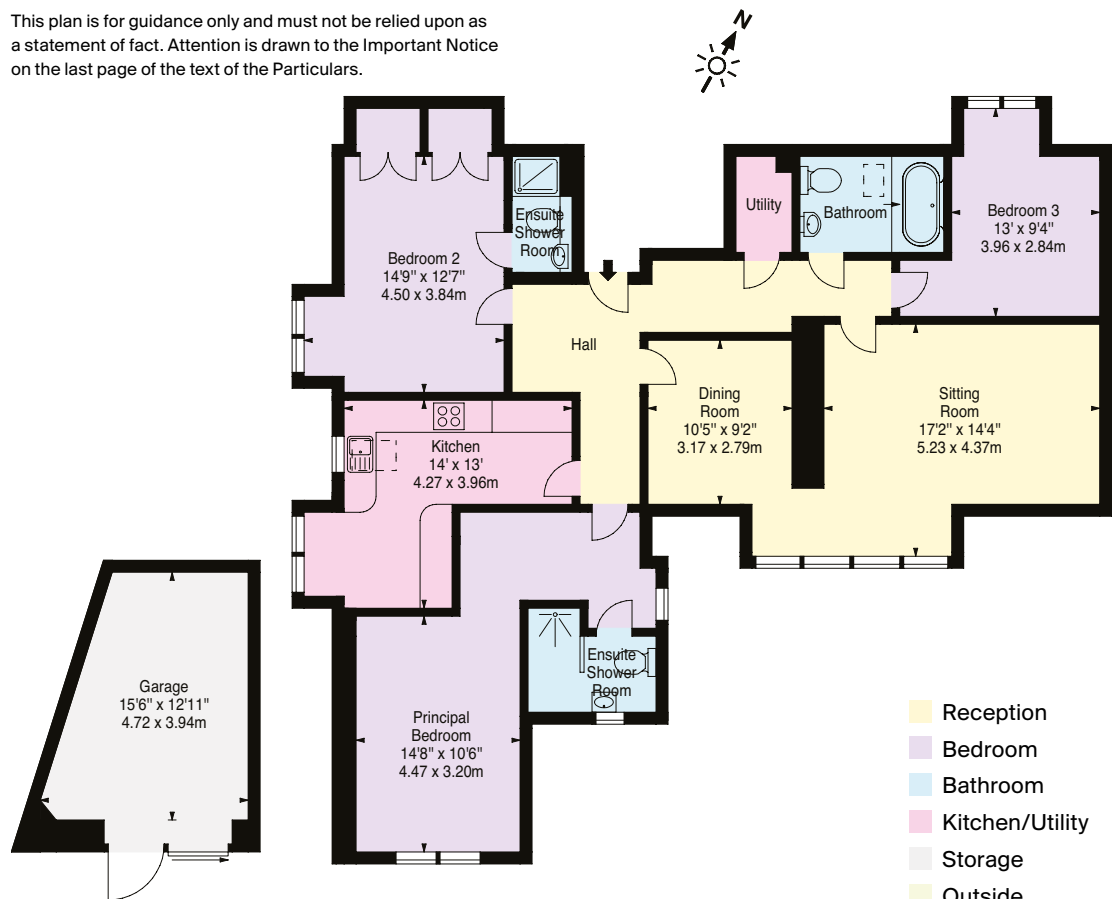 This plan is for guidance only and must not be relied upon as
a statement of fact. Attention is drawn to the Important Notice
on the last page of the text of the Particulars.
N
Ensuite
Shower
Room
Bedroom 2
14'9" x 12'7"
4.50 x 3.84m
Utility
Bathroom
Bedroom 3
13' x 9'4"
3.96 x 2.84m
Hall
Dining
Room
10'5" x 9'2"
3.17 x 2.79m
Sitting
Room
17'2" x 14'4"
5.23 x 4.37m
Kitchen
14' x 13'
4.27 x 3.96m
Ensuite
Shower
Room
Garage
15'6" x 12'11"
4.72 x 3.94m
Principal
Bedroom
14'8" x 10'6"
4.47 x 3.20m
Reception
Bedroom
Bathroom
Kitchen/Utility
Storage
Outside